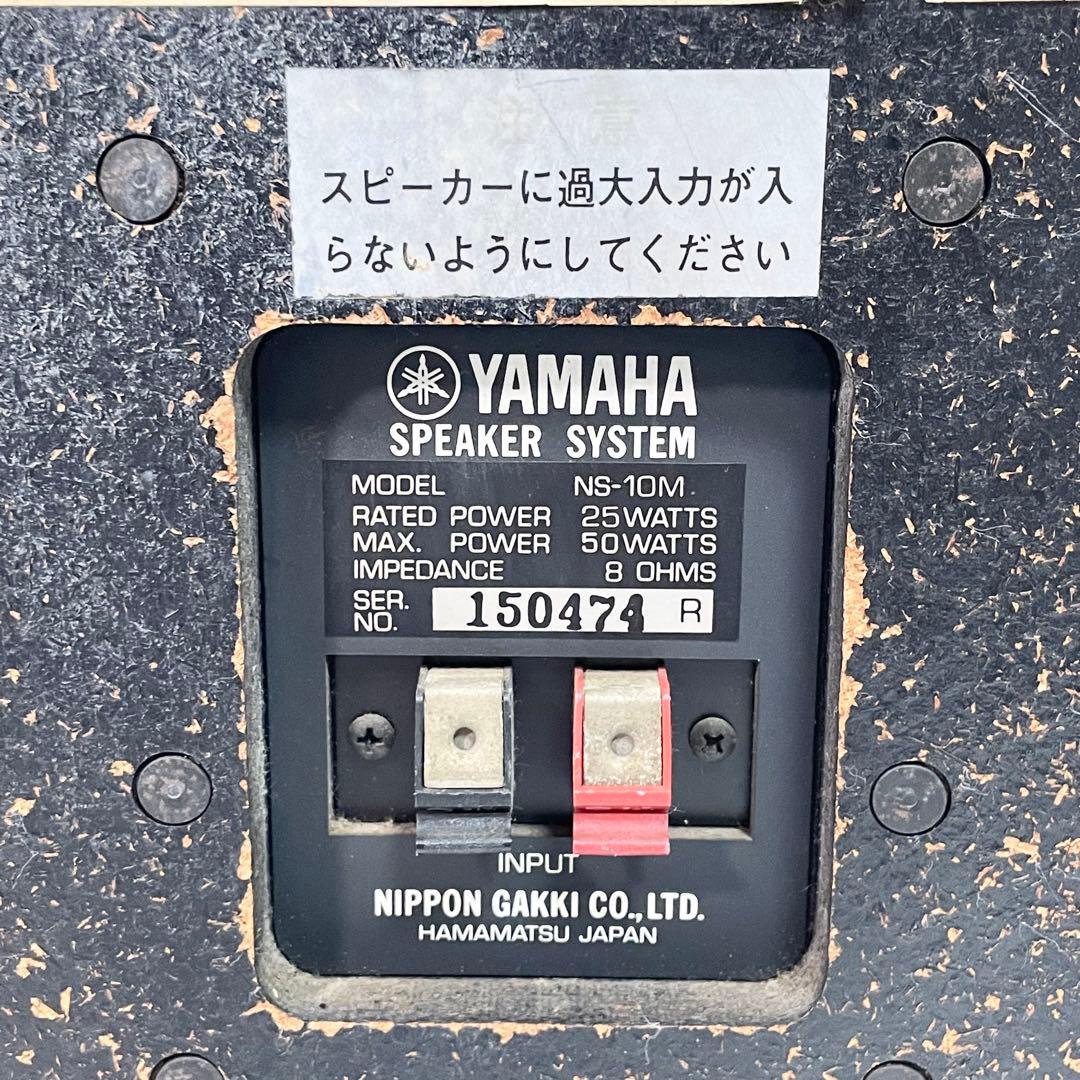 注意
スピーカーに過大入力が入
らないようにしてください
YAMAHA
SPEAKER SYSTEM
MODEL NS-10M
RATED POWER 25WATTS
MAX. POWER 50WATTS
IMPEDANCE 8 OHMS
SER. NO. 150474 R
INPUT
NIPPON GAKKI CO., LTD.
HAMAMATSU JAPAN